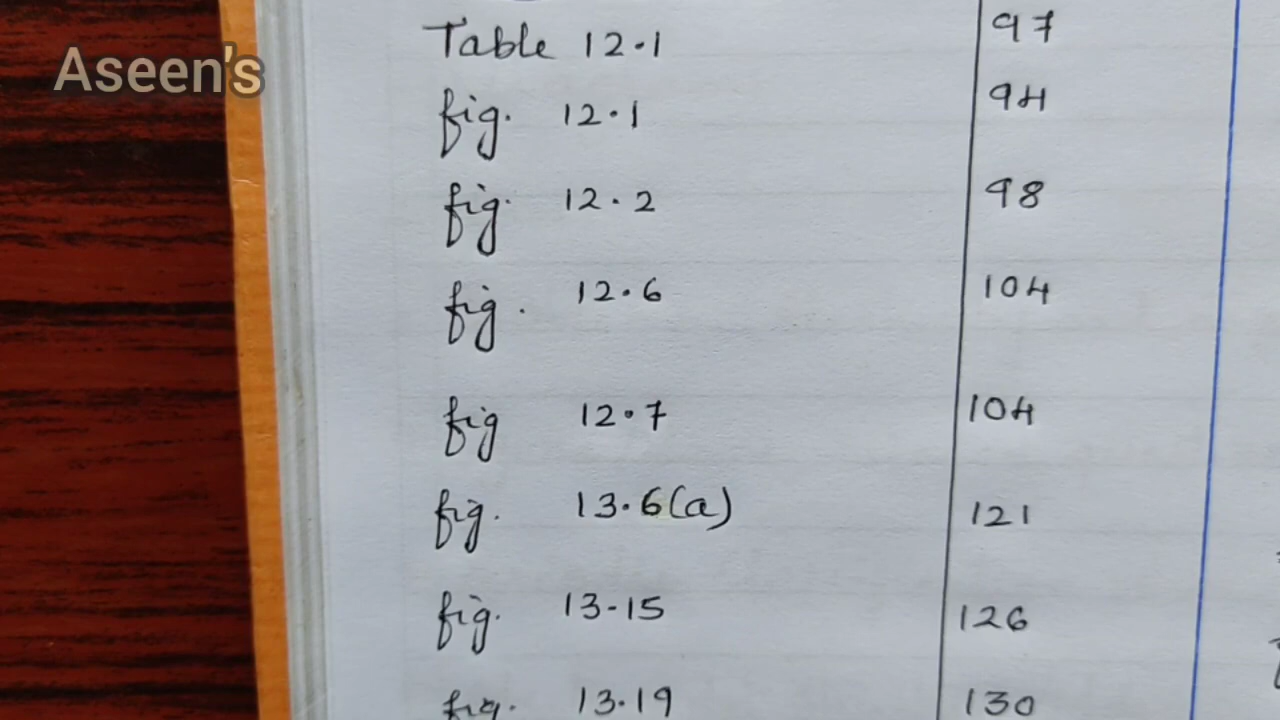 Aseen's
Table 12.1 97
fig. 12.1 94
fig. 12.2 98
fig. 12.6 104
fig 12.7 104
fig. 13.6(a) 121
fig. 13-15 126
fig. 13.19 130